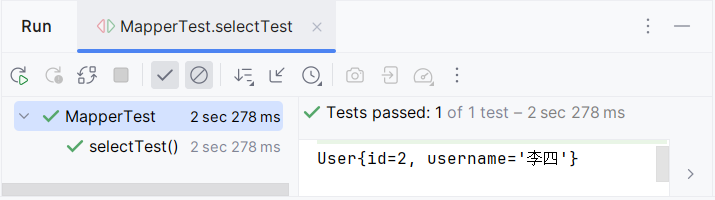 Run MapperTest.selectTest
MapperTest 2 sec 278 ms
selectTest() 2 sec 278 ms
Tests passed: 1 of 1 test – 2 sec 278 ms
User{id=2, username='李四'}